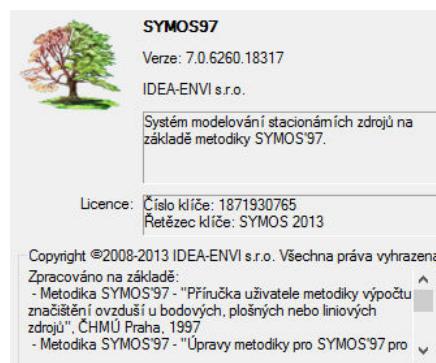 SYMOS97
Verze: 7.0.6260.18317
IDEA-ENVI s.r.o.
Systém modelování stacionárních zdrojů na
základě metodiky SYMOS'97.
Licence:
Číslo klíče: 1871930765
Řetězec klíče: SYMOS 2013
Copyright ©2008-2013 IDEA-ENVI s.r.o. Všechna práva vyhrazena
Zpracováno na základě:
- Metodika SYMOS'97 - "Příručka uživatele metodiky výpočtu
značištění ovzduší u bodových, plošných nebo liniových
zdrojů", ČHMÚ Praha, 1997
- Metodika SYMOS'97 - "Úpravy metodiky pro SYMOS'97 pro